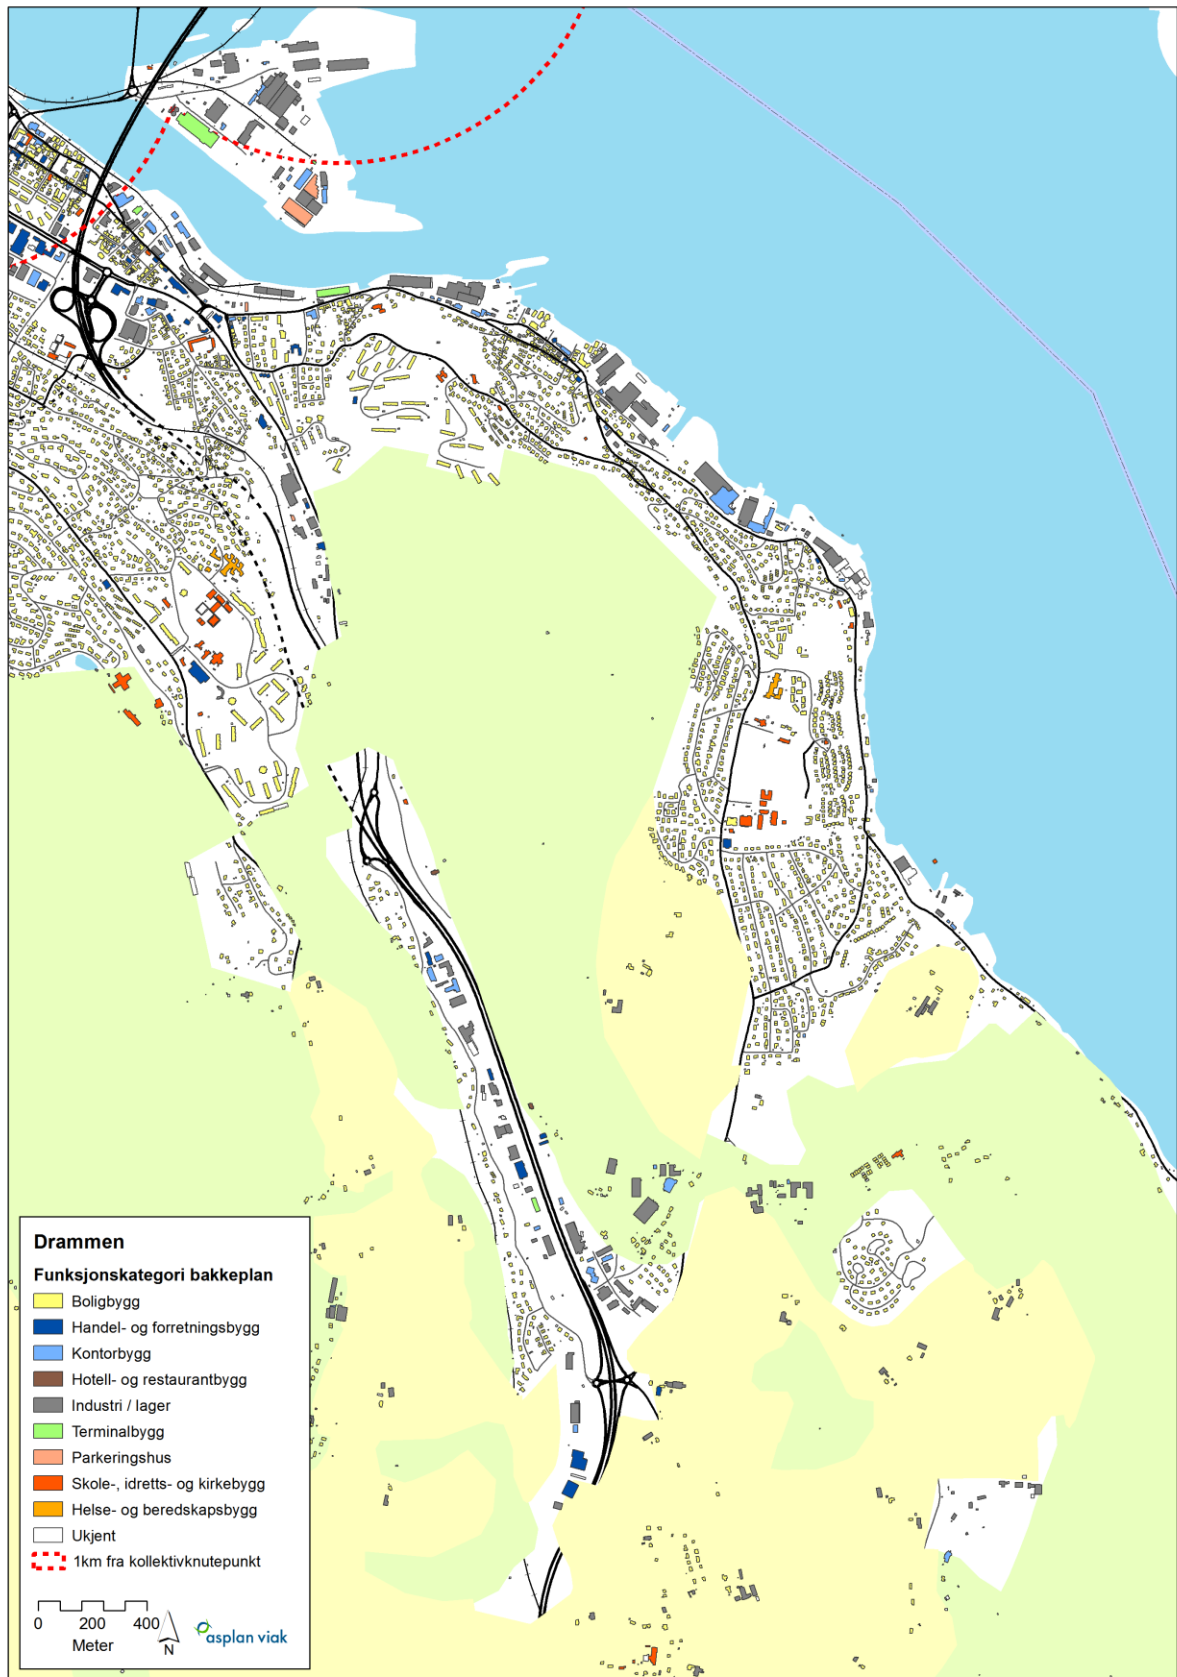 Drammen
Funksjonskategori bakkeplan
Boligbygg
Handel- og forretningsbygg
Kontorbygg
Hotell- og restaurantbygg
Industri / lager
Terminalbygg
Parkeringshus
Skole-, idretts- og kirkebygg
Helse- og beredskapsbygg
Ukjent
1km fra kollektivknutepunkt
0 200 400
Meter
N
asplan viak